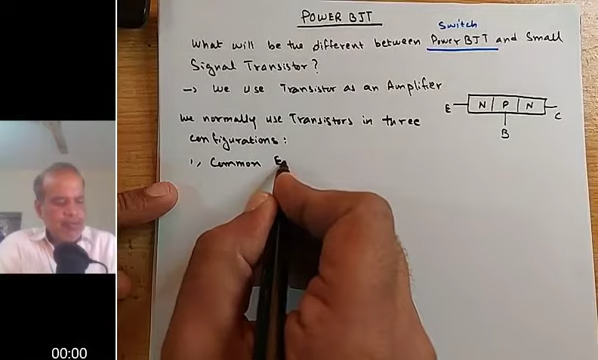 POWER BJT
Switch
What will be the different between Power BJT and Small
Signal Transistor?
-> We use Transistor as an Amplifier
We normally use Transistors in three
configurations:
1, Common E
E N P N C
B
00:00